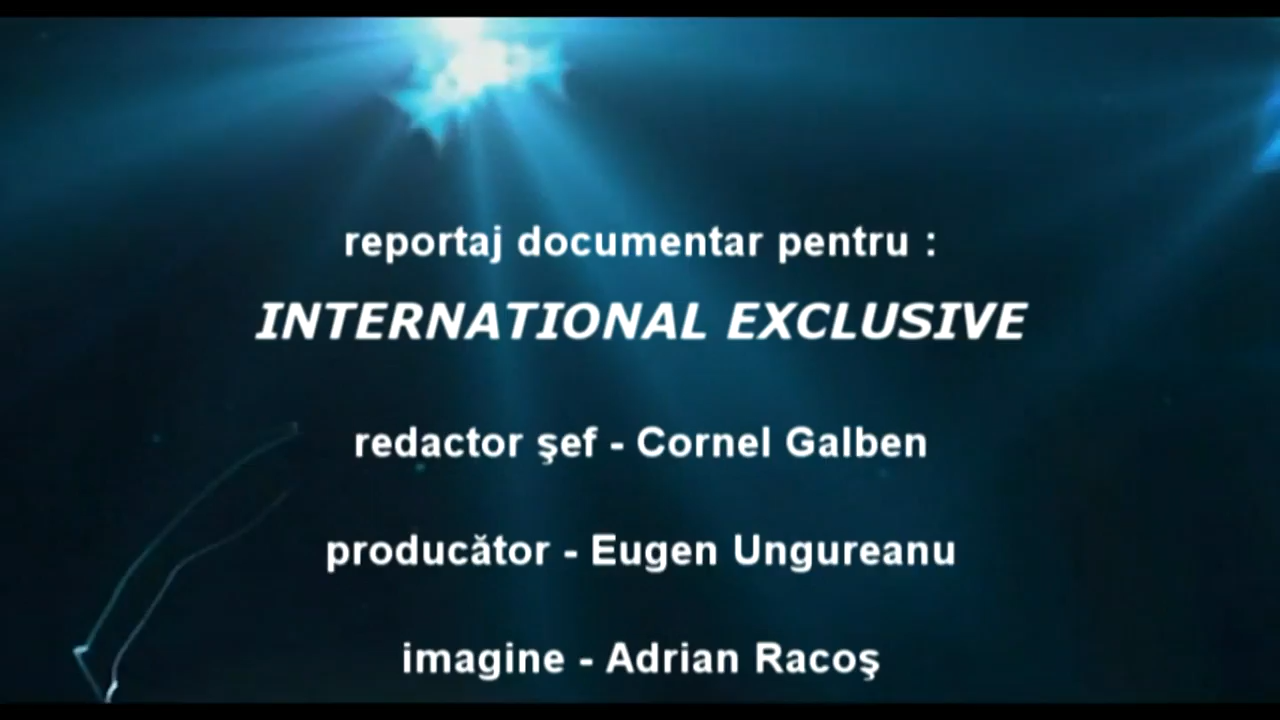 reportaj documentar pentru :
INTERNATIONAL EXCLUSIVE
redactor şef - Cornel Galben
producător - Eugen Ungureanu
imagine - Adrian Racoş